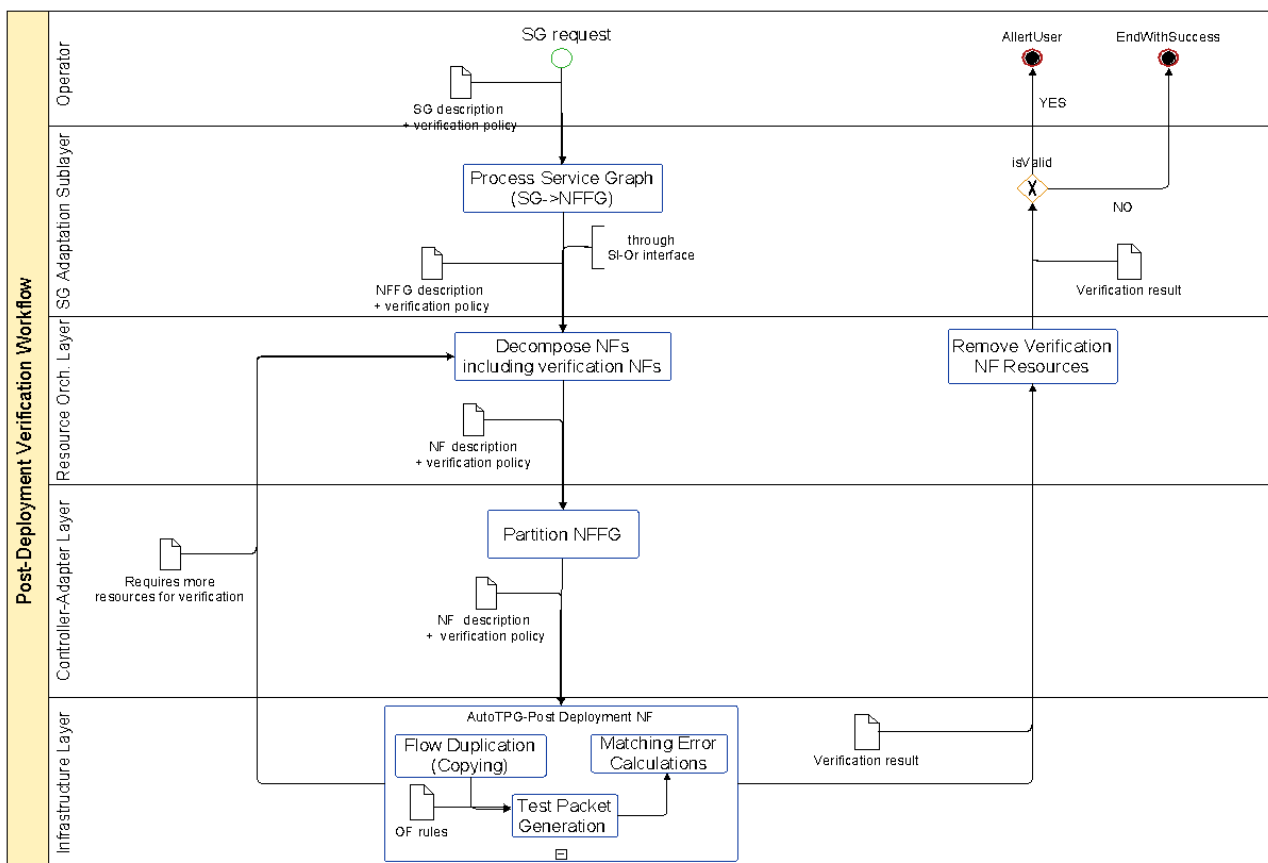 Post-Deployment Verification Workflow
Operator
SG request
AllertUser
EndWithSuccess
SG description
+ verification policy
YES
SG Adaptation Sublayer
Process Service Graph
(SG->NFFG)
isValid
X
NO
through
Sl-Or interface
NFFG description
+ verification policy
Verification result
Resource Orch. Layer
Decompose NFs
including verification NFs
Remove Verification
NF Resources
NF description
+ verification policy
Controller-Adapter Layer
Partition NFFG
Requires more
resources for verification
NF description
+ verification policy
Infrastructure Layer
AutoTPG-Post Deployment NF
Flow Duplication
(Copying)
Matching Error
Calculations
Verification result
OF rules
Test Packet
Generation